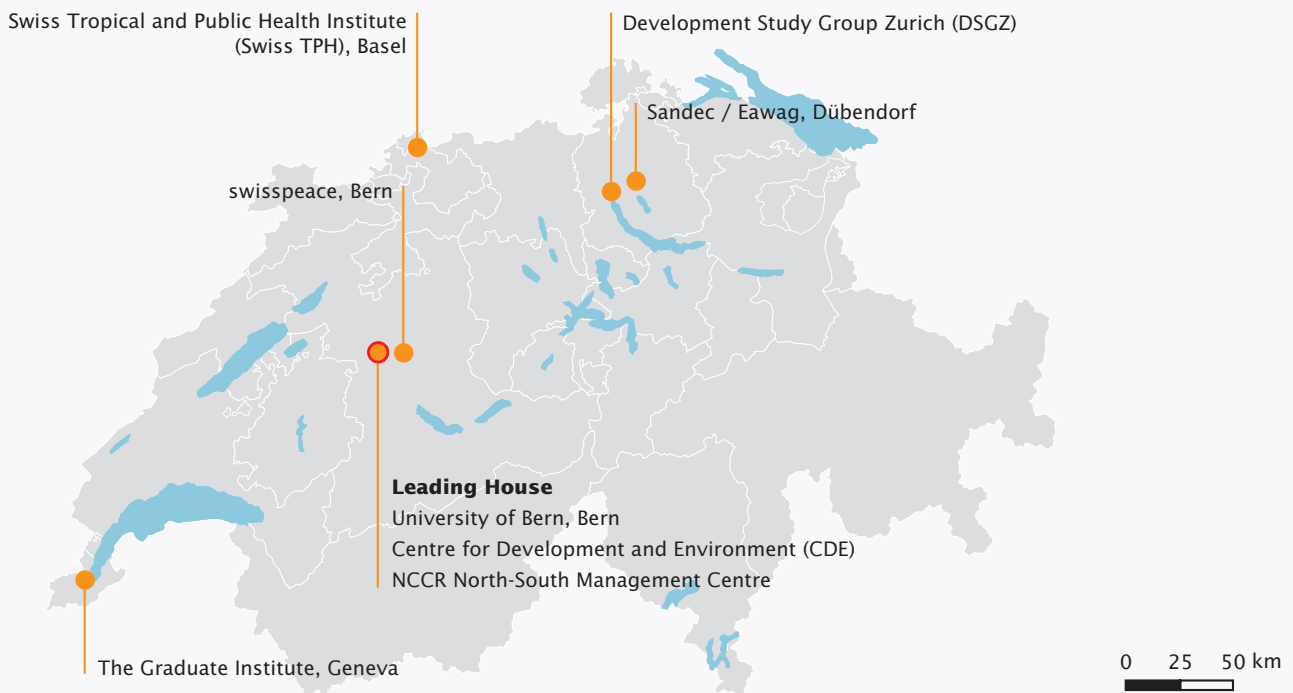 Swiss Tropical and Public Health Institute
(Swiss TPH), Basel
Development Study Group Zurich (DSGZ)
Sandec / Eawag, Dübendorf
swisspeace, Bern
Leading House
University of Bern, Bern
Centre for Development and Environment (CDE)
NCCR North-South Management Centre
The Graduate Institute, Geneva
0 25 50 km